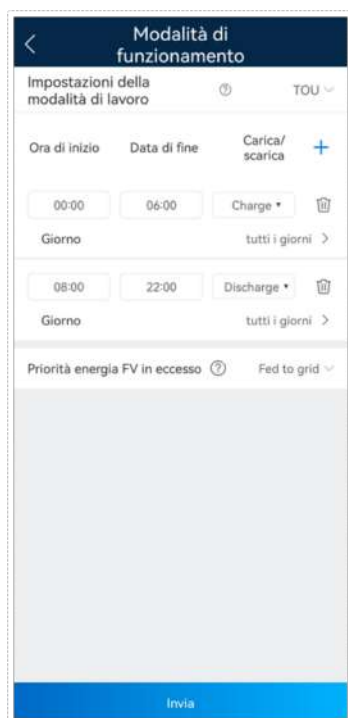 Modalità di
funzionamento
Impostazioni della
modalità di lavoro
TOU
Ora di inizio Data di fine Carica/
scarica
00:00 06:00 Charge
Giorno tutti i giorni
08:00 22:00 Discharge
Giorno tutti i giorni
Priorità energia FV in eccesso Fed to grid
Invia